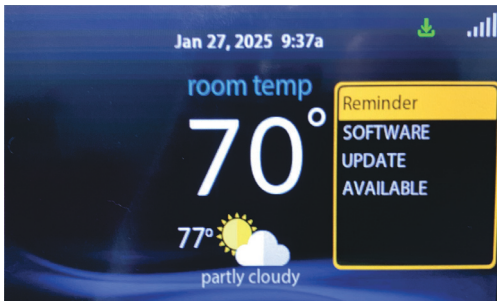 Jan 27, 2025 9:37a
room temp
70°
77°
partly cloudy
Reminder
SOFTWARE
UPDATE
AVAILABLE